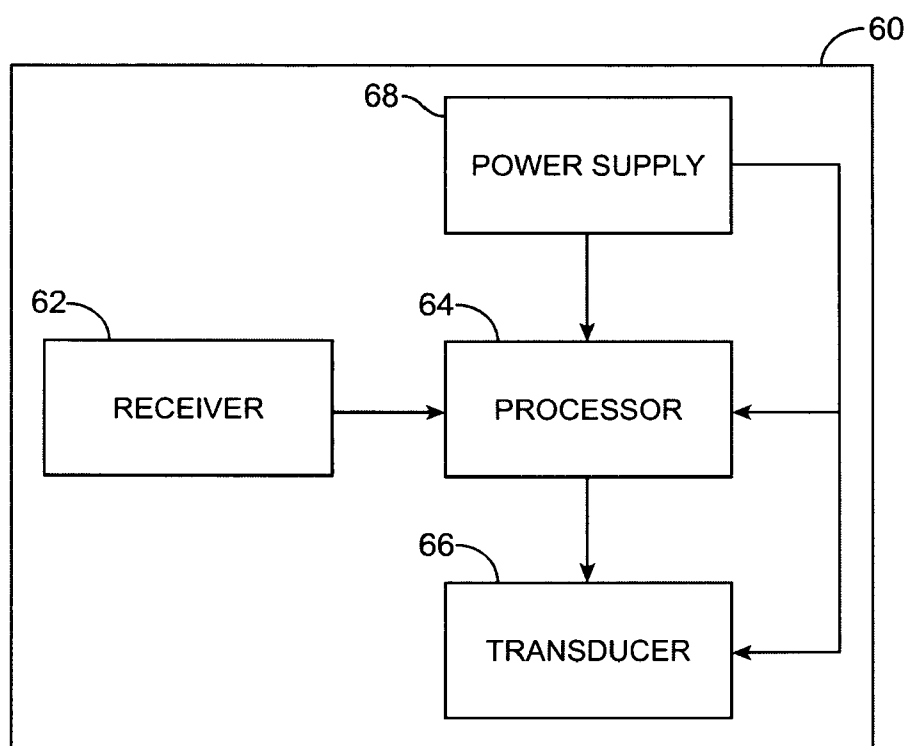 60
68
POWER SUPPLY
62
64
RECEIVER
PROCESSOR
66
TRANSDUCER